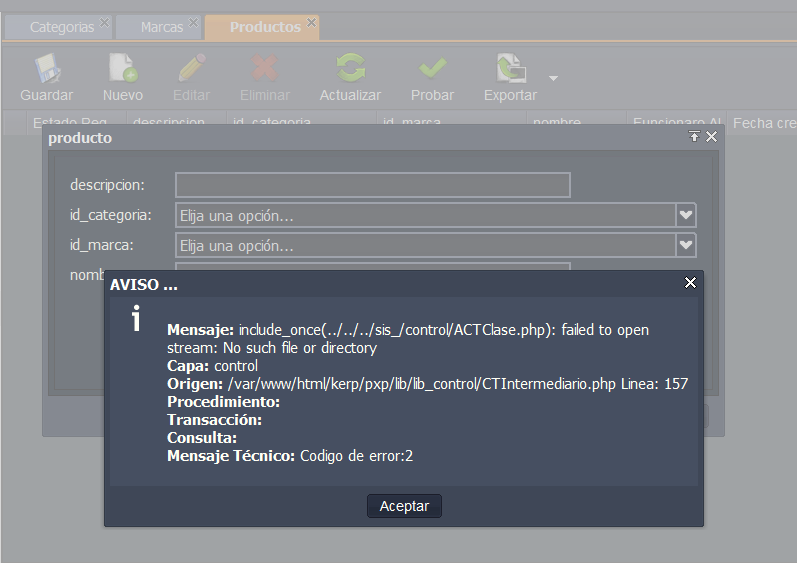 Categorias Marcas Productos
Guardar Nuevo Editar Eliminar Actualizar Probar Exportar
Estado Reg. descripcion id_categoria id_marca nombre Funcionaro Al Fecha cre
producto
descripcion:
id_categoria: Elija una opción...
id_marca: Elija una opción...
nomb
AVISO ...
Mensaje: include_once(../../../sis_/control/ACTClase.php): failed to open
stream: No such file or directory
Capa: control
Origen: /var/www/html/kerp/pxp/lib/lib_control/CTIntermediario.php Linea: 157
Procedimiento:
Transacción:
Consulta:
Mensaje Técnico: Codigo de error:2
Aceptar